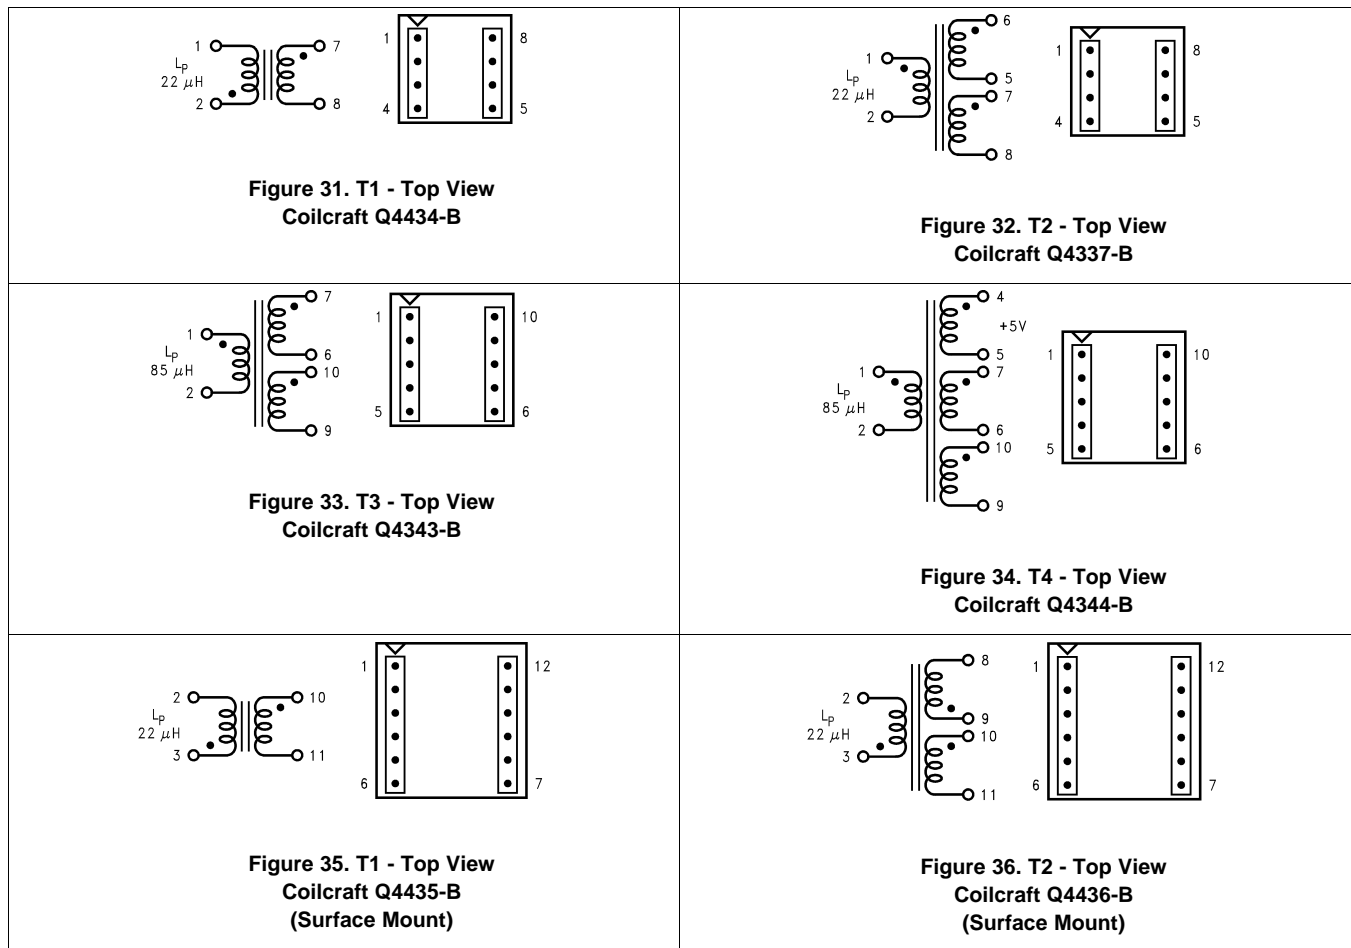 1 7 1 8
L_P
22 μH
2 8 4 5
Figure 31. T1 - Top View
Coilcraft Q4434-B
6
1 1 8
L_P
22 μH
5
7
2 4 5
8
Figure 32. T2 - Top View
Coilcraft Q4337-B
7
1 1 10
L_P
85 μH
6
10
2 5 6
9
Figure 33. T3 - Top View
Coilcraft Q4343-B
4
+5V
5 1 10
1 7
L_P
85 μH
2 6
10 5 6
9
Figure 34. T4 - Top View
Coilcraft Q4344-B
1 12
2 10
L_P
22 μH
3 11
6 7
Figure 35. T1 - Top View
Coilcraft Q4435-B
(Surface Mount)
8 1 12
2
L_P
22 μH
9
10
3
11 6 7
Figure 36. T2 - Top View
Coilcraft Q4436-B
(Surface Mount)